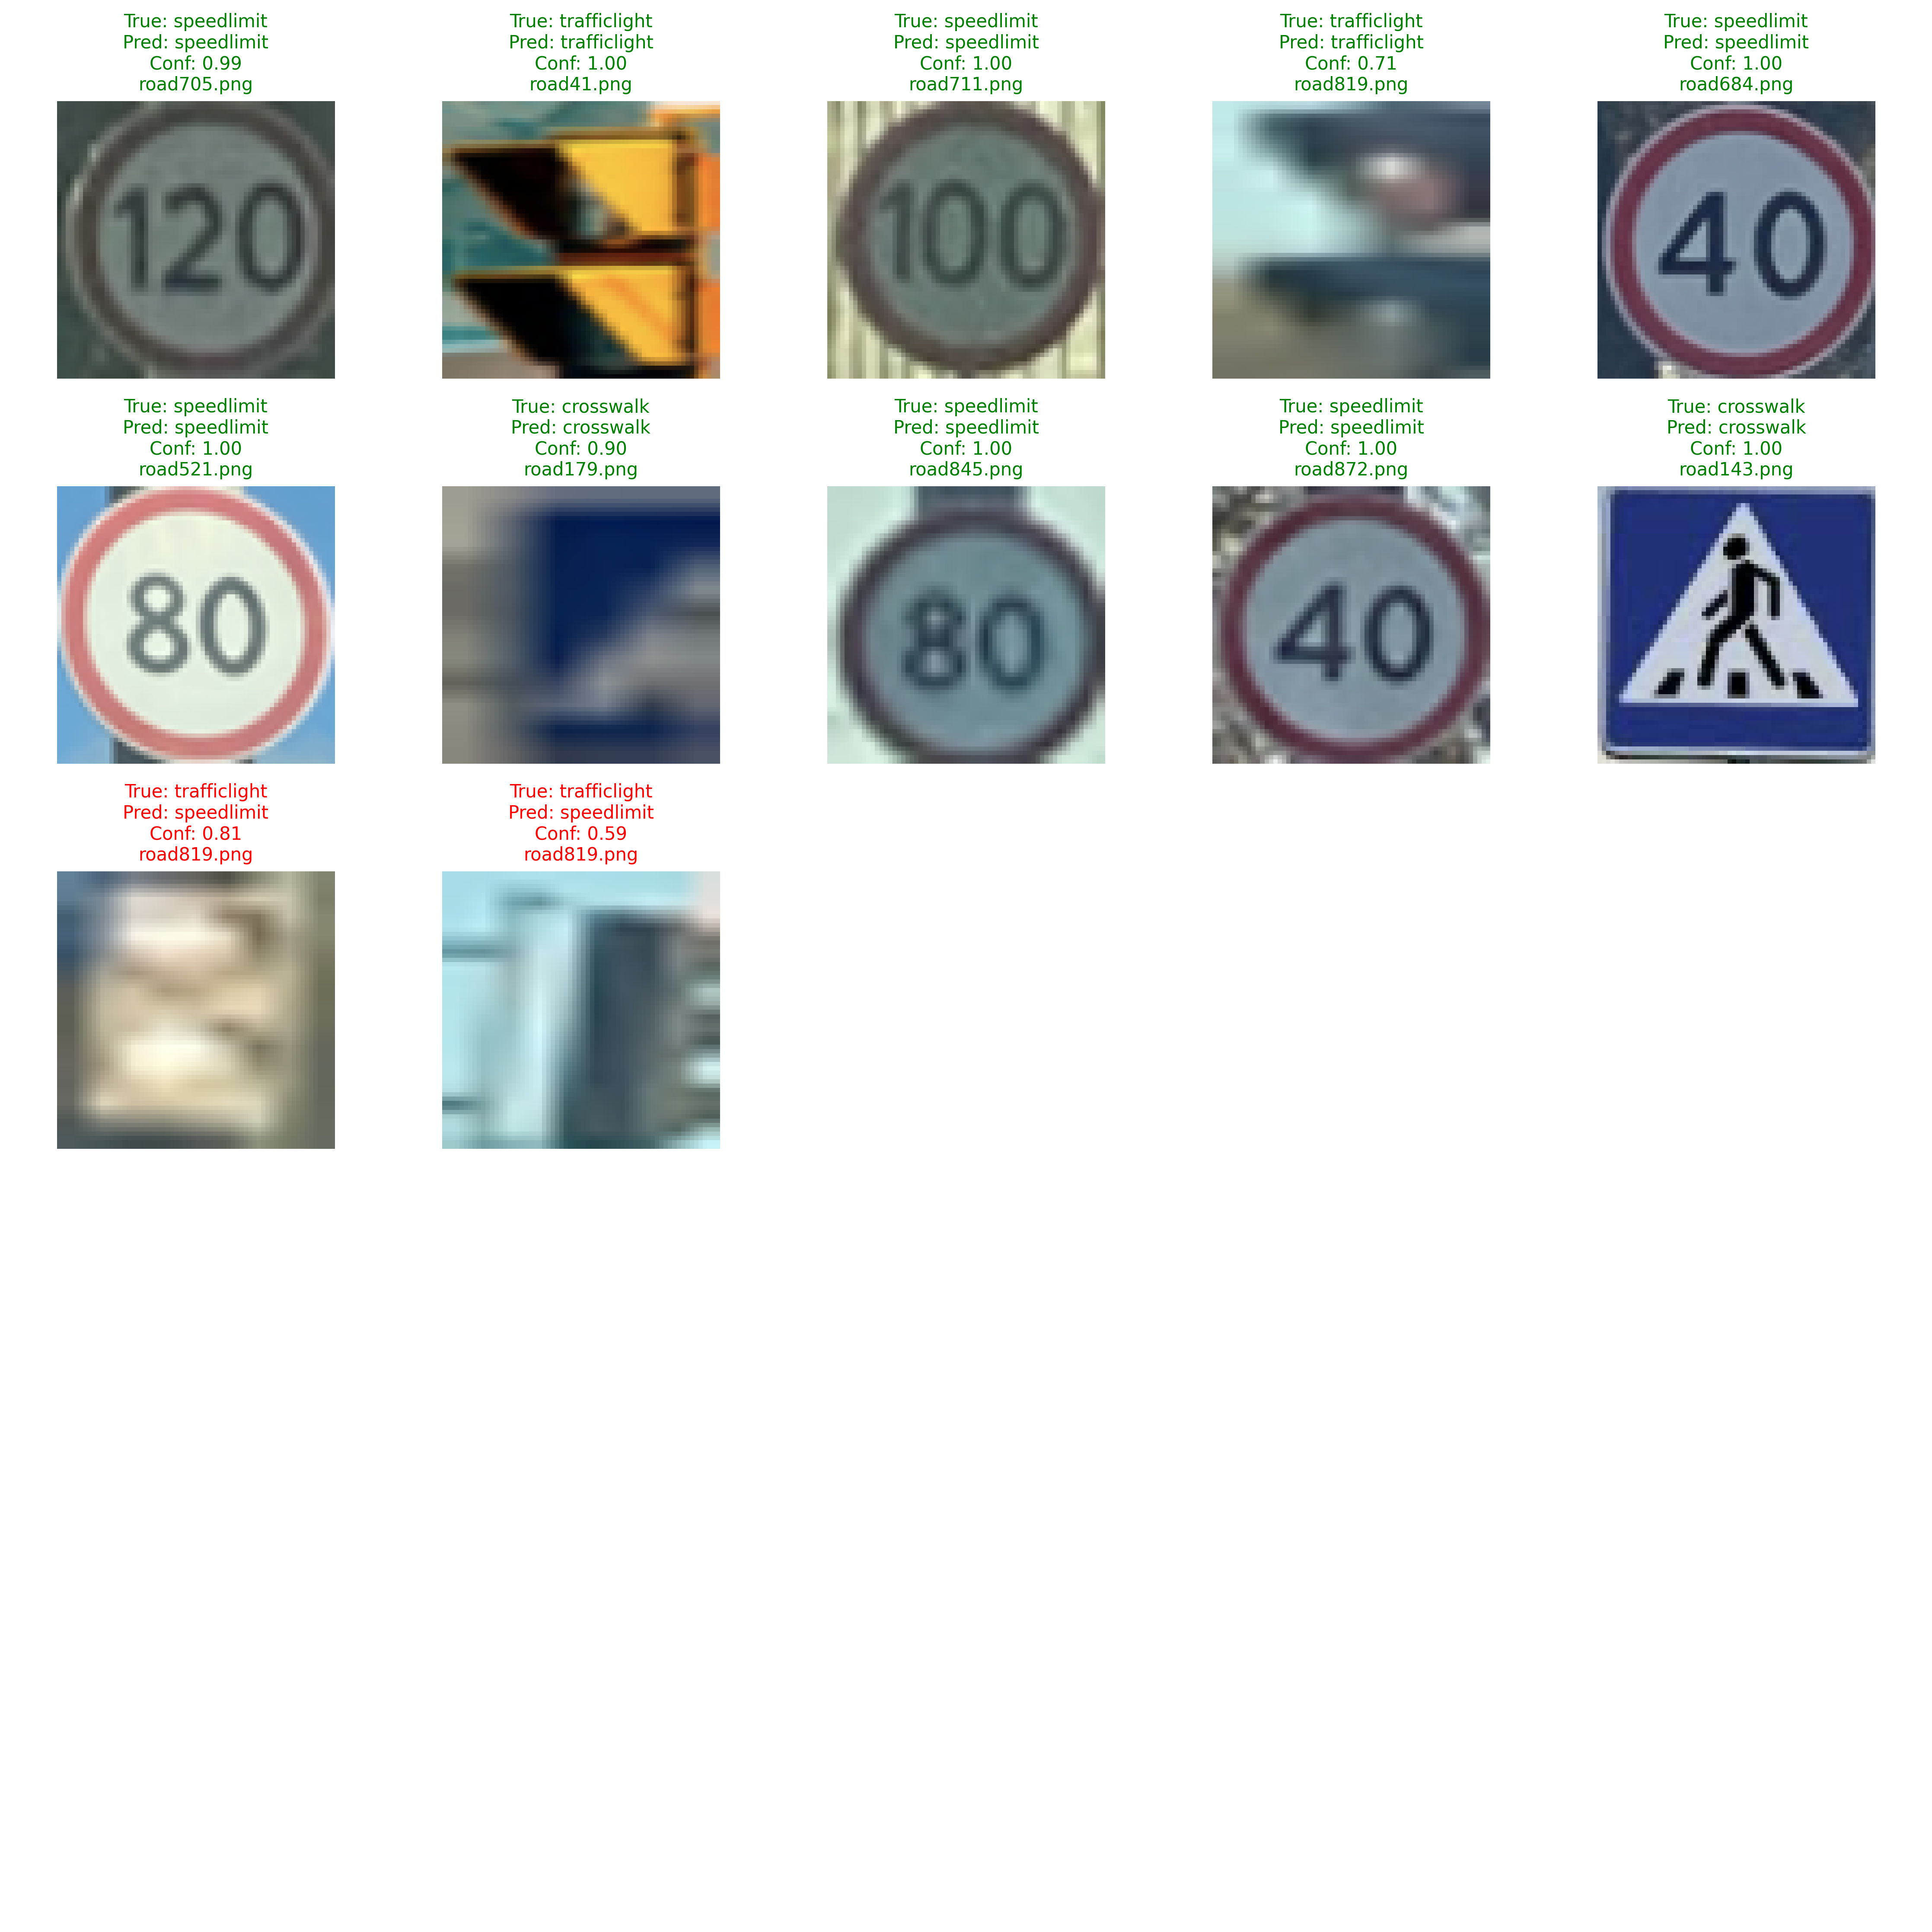 True: speedlimit
Pred: speedlimit
Conf: 0.99
road705.png
120
True: trafficlight
Pred: trafficlight
Conf: 1.00
road41.png
True: speedlimit
Pred: speedlimit
Conf: 1.00
road711.png
100
True: trafficlight
Pred: trafficlight
Conf: 0.71
road819.png
True: speedlimit
Pred: speedlimit
Conf: 1.00
road684.png
40
True: speedlimit
Pred: speedlimit
Conf: 1.00
road521.png
80
True: crosswalk
Pred: crosswalk
Conf: 0.90
road179.png
True: speedlimit
Pred: speedlimit
Conf: 1.00
road845.png
80
True: speedlimit
Pred: speedlimit
Conf: 1.00
road872.png
40
True: crosswalk
Pred: crosswalk
Conf: 1.00
road143.png
True: trafficlight
Pred: speedlimit
Conf: 0.81
road819.png
True: trafficlight
Pred: speedlimit
Conf: 0.59
road819.png